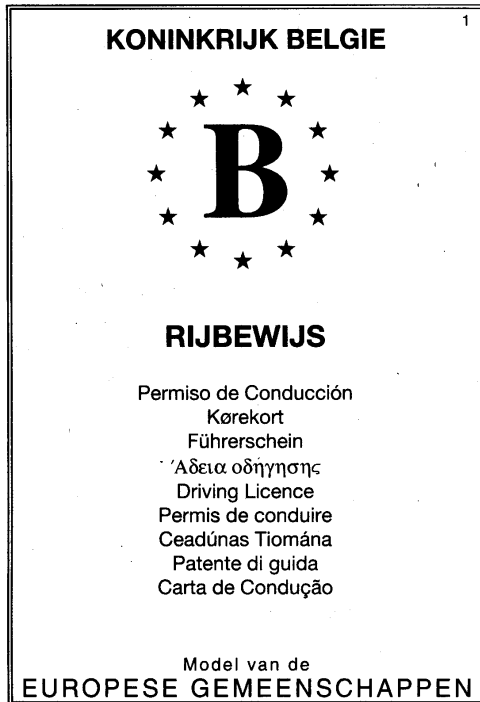 1
KONINKRIJK BELGIE
B
RIJBEWIJS
Permiso de Conducción
Kørekort
Führerschein
Άδεια οδήγησης
Driving Licence
Permis de conduire
Ceadúnas Tiomána
Patente di guida
Carta de Condução
Model van de
EUROPESE GEMEENSCHAPPEN